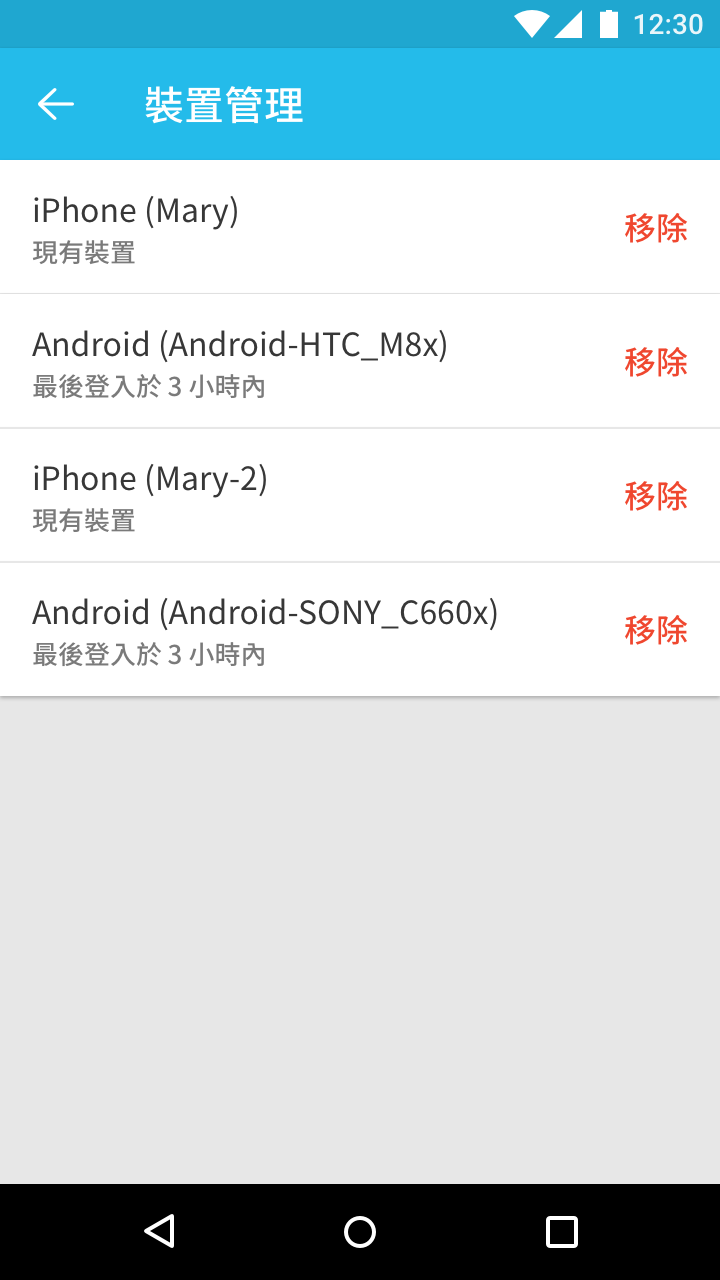 12:30
裝置管理
iPhone (Mary)
現有裝置
移除
Android (Android-HTC_M8x)
最後登入於 3 小時內
移除
iPhone (Mary-2)
現有裝置
移除
Android (Android-SONY_C660x)
最後登入於 3 小時內
移除